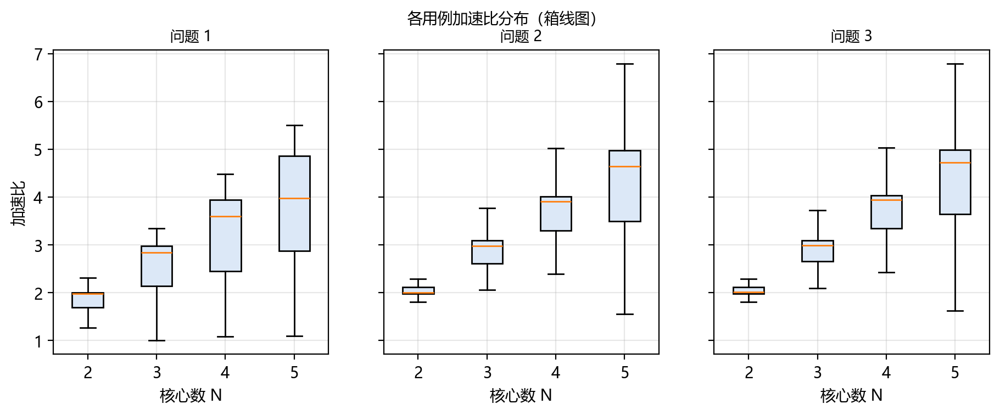 各用例加速比分布（箱线图）
问题 1
问题 2
问题 3
加速比
7
6
5
4
3
2
1
2 3 4 5
2 3 4 5
2 3 4 5
核心数 N
核心数 N
核心数 N